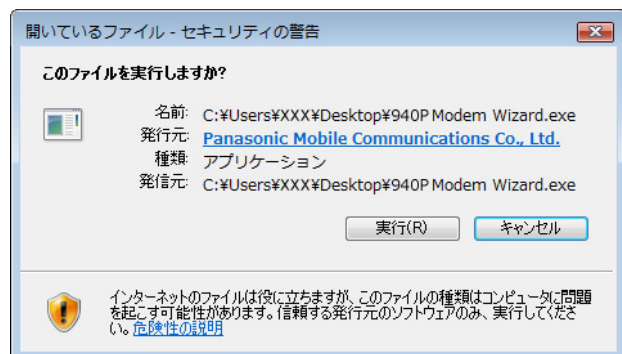 開いているファイル - セキュリティの警告
このファイルを実行しますか?
名前: C:¥Users¥XXX¥Desktop¥940P Modem Wizard.exe
発行元: Panasonic Mobile Communications Co., Ltd.
種類: アプリケーション
発信元: C:¥Users¥XXX¥Desktop¥940P Modem Wizard.exe
実行(R) キャンセル
インターネットのファイルは役に立ちますが、このファイルの種類はコンピュータに問題
を起こす可能性があります。信頼する発行元のソフトウェアのみ、実行してくださ
い。危険性の説明